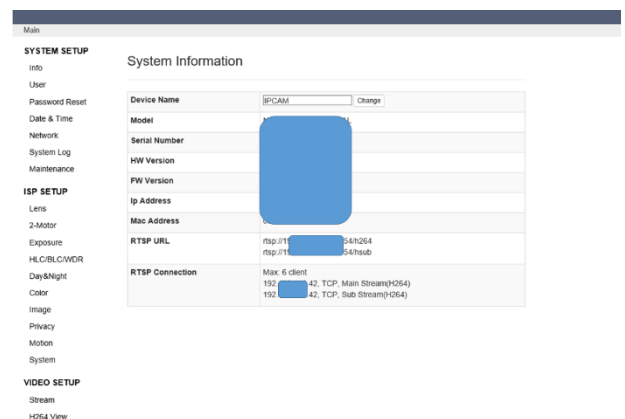 Main
SYSTEM SETUP
Info
User
Password Reset
Date & Time
Network
System Log
Maintenance
ISP SETUP
Lens
2-Motor
Exposure
HLC/BLC/WDR
Day&Night
Color
Image
Privacy
Motion
System
VIDEO SETUP
Stream
H264 View
System Information
Device Name IPCAM Change
Model
Serial Number
HW Version
FW Version
Ip Address
Mac Address
RTSP URL rtsp://19 54/h264
rtsp://19 54/hsub
RTSP Connection Max: 6 client
192. 42, TCP, Main Stream(H264)
192. 42, TCP, Sub Stream(H264)